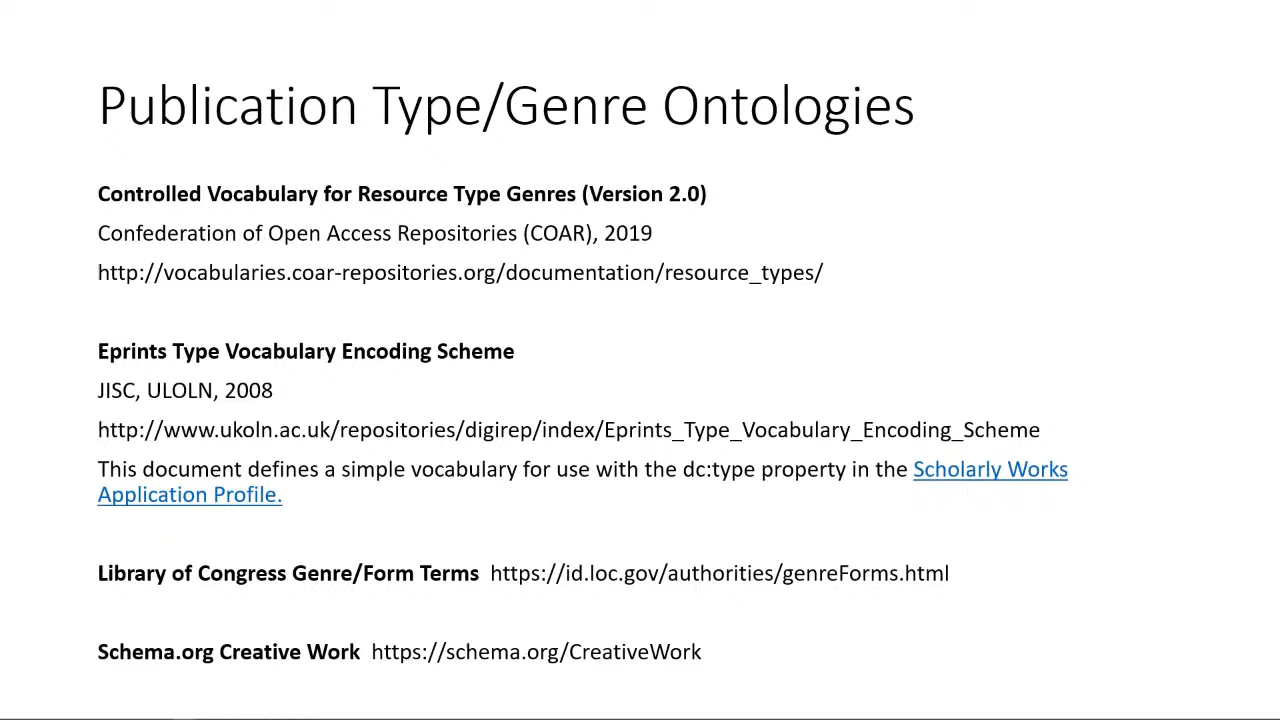 Publication Type/Genre Ontologies
Controlled Vocabulary for Resource Type Genres (Version 2.0)
Confederation of Open Access Repositories (COAR), 2019
http://vocabularies.coar-repositories.org/documentation/resource_types/
Eprints Type Vocabulary Encoding Scheme
JISC, ULOLN, 2008
http://www.ukoln.ac.uk/repositories/digirep/index/Eprints_Type_Vocabulary_Encoding_Scheme
This document defines a simple vocabulary for use with the dc:type property in the Scholarly Works
Application Profile.
Library of Congress Genre/Form Terms https://id.loc.gov/authorities/genreForms.html
Schema.org Creative Work https://schema.org/CreativeWork